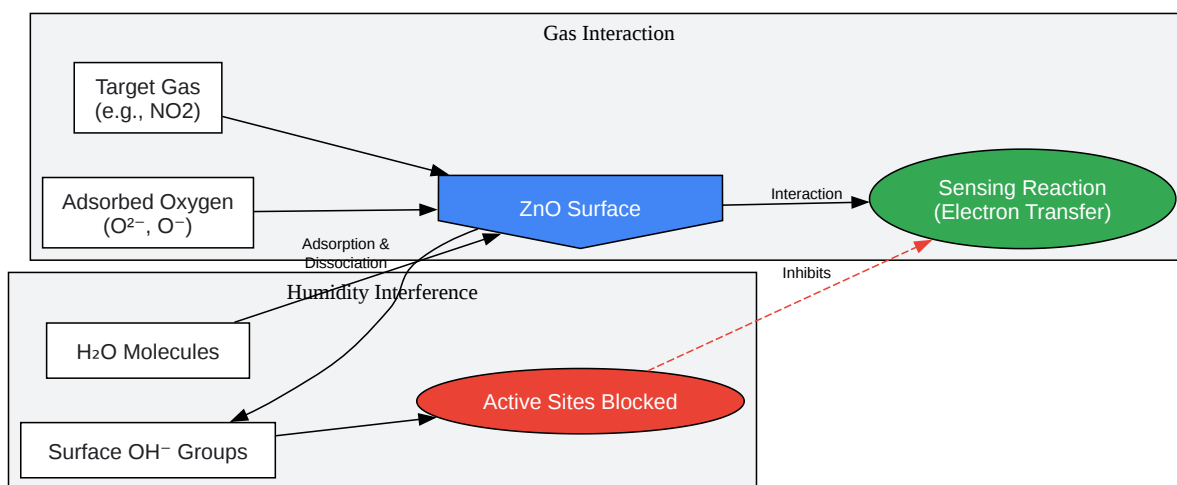 Gas Interaction
Target Gas
(e.g., NO2)
Adsorbed Oxygen
(O²⁻, O⁻)
ZnO Surface
Interaction
Sensing Reaction
(Electron Transfer)
Adsorption &
Dissociation
Inhibits
Humidity Interference
H₂O Molecules
Active Sites Blocked
Surface OH⁻ Groups